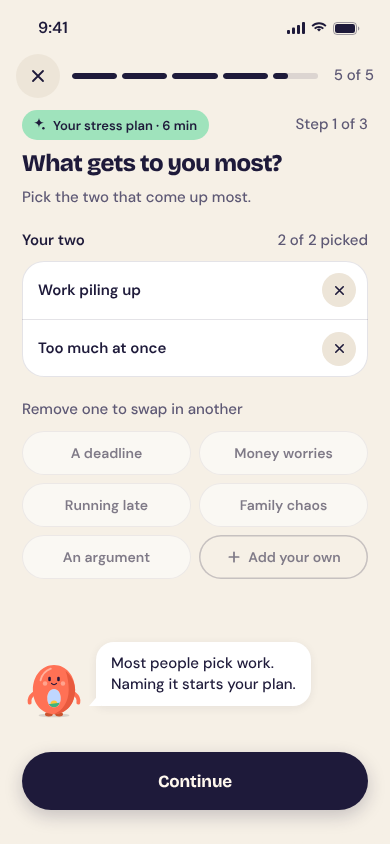 9:41
5 of 5
Your stress plan · 6 min
Step 1 of 3
What gets to you most?
Pick the two that come up most.
Your two
2 of 2 picked
Work piling up
Too much at once
Remove one to swap in another
A deadline
Money worries
Running late
Family chaos
An argument
+ Add your own
Most people pick work.
Naming it starts your plan.
Continue